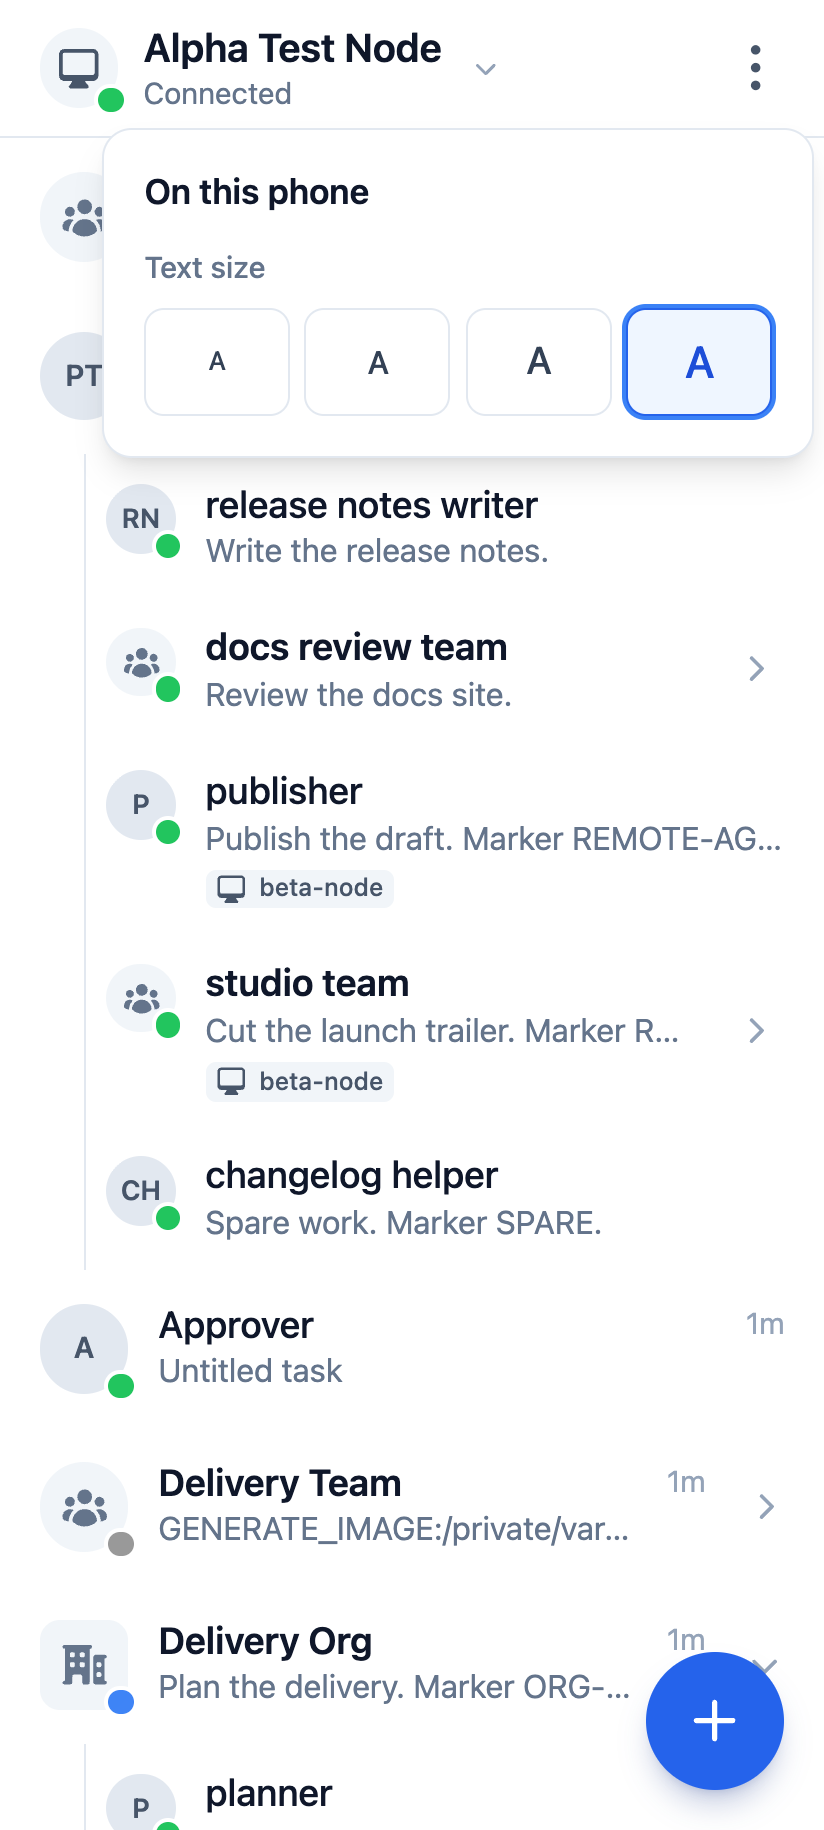 Alpha Test Node
Connected
On this phone
Text size
A A A A
PT
RN
release notes writer
Write the release notes.
docs review team
Review the docs site.
P
publisher
Publish the draft. Marker REMOTE-AG...
beta-node
studio team
Cut the launch trailer. Marker R...
beta-node
CH
changelog helper
Spare work. Marker SPARE.
A
Approver
1m
Untitled task
Delivery Team
1m
GENERATE_IMAGE:/private/var...
Delivery Org
1m
Plan the delivery. Marker ORG-...
P
planner